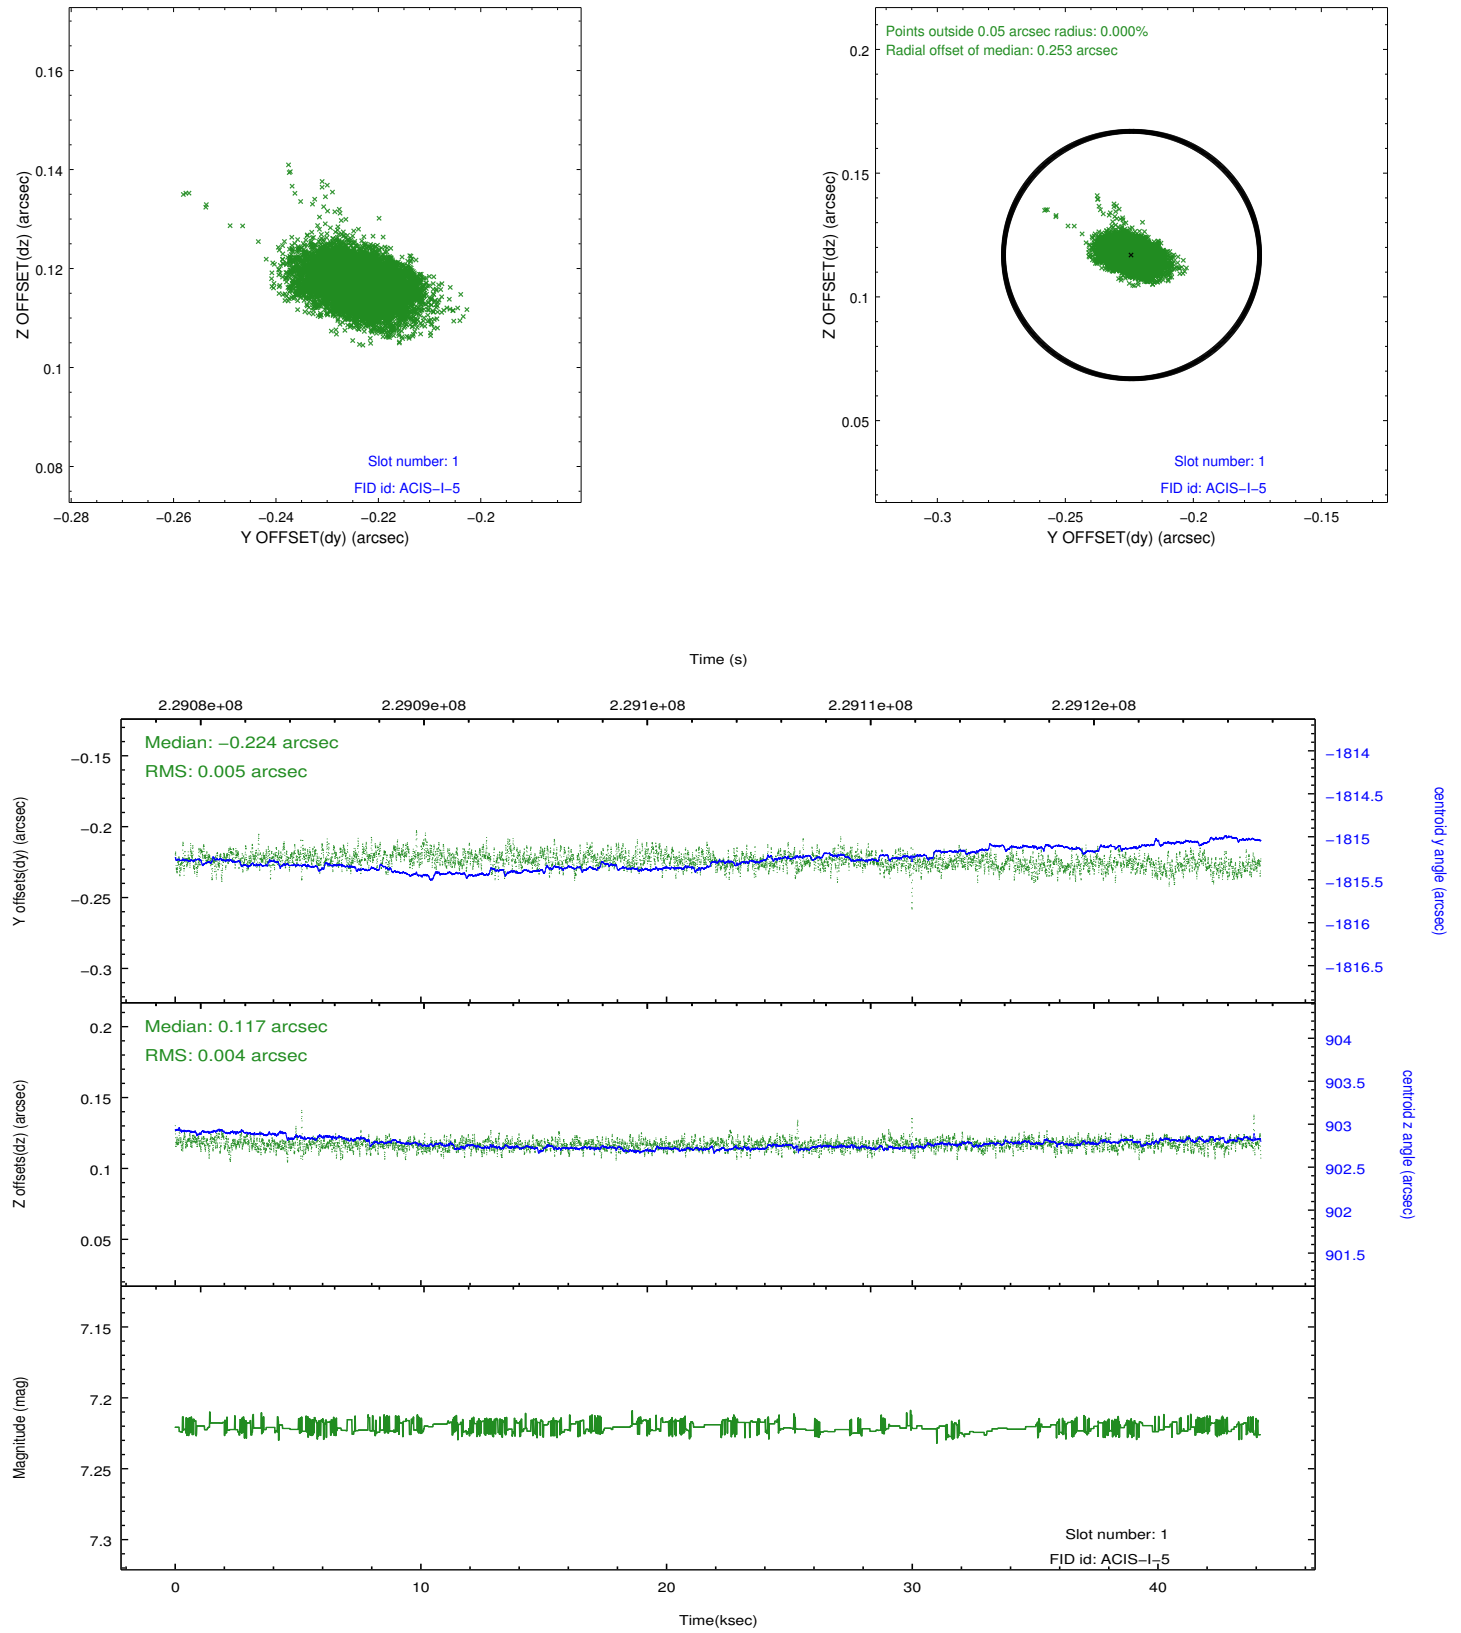 0.16
0.14
0.12
0.1
0.08
Z OFFSET(dz) (arcsec)
Slot number: 1
FID id: ACIS−I−5
−0.28 −0.26 −0.24 −0.22 −0.2
Y OFFSET(dy) (arcsec)
Points outside 0.05 arcsec radius: 0.000%
Radial offset of median: 0.253 arcsec
0.2
0.15
0.1
0.05
Z OFFSET(dz) (arcsec)
Slot number: 1
FID id: ACIS−I−5
−0.3 −0.25 −0.2 −0.15
Y OFFSET(dy) (arcsec)
Time (s)
2.2908e+08 2.2909e+08 2.291e+08 2.2911e+08 2.2912e+08
Median: −0.224 arcsec
RMS: 0.005 arcsec
−0.15
−0.2
−0.25
−0.3
Y offsets(dy) (arcsec)
−1814
−1814.5
−1815
−1815.5
−1816
−1816.5
centroid y angle (arcsec)
Median: 0.117 arcsec
RMS: 0.004 arcsec
0.2
0.15
0.1
0.05
Z offsets(dz) (arcsec)
904
903.5
903
902.5
902
901.5
centroid z angle (arcsec)
7.15
7.2
7.25
7.3
Magnitude (mag)
Slot number: 1
FID id: ACIS−I−5
0 10 20 30 40
Time(ksec)